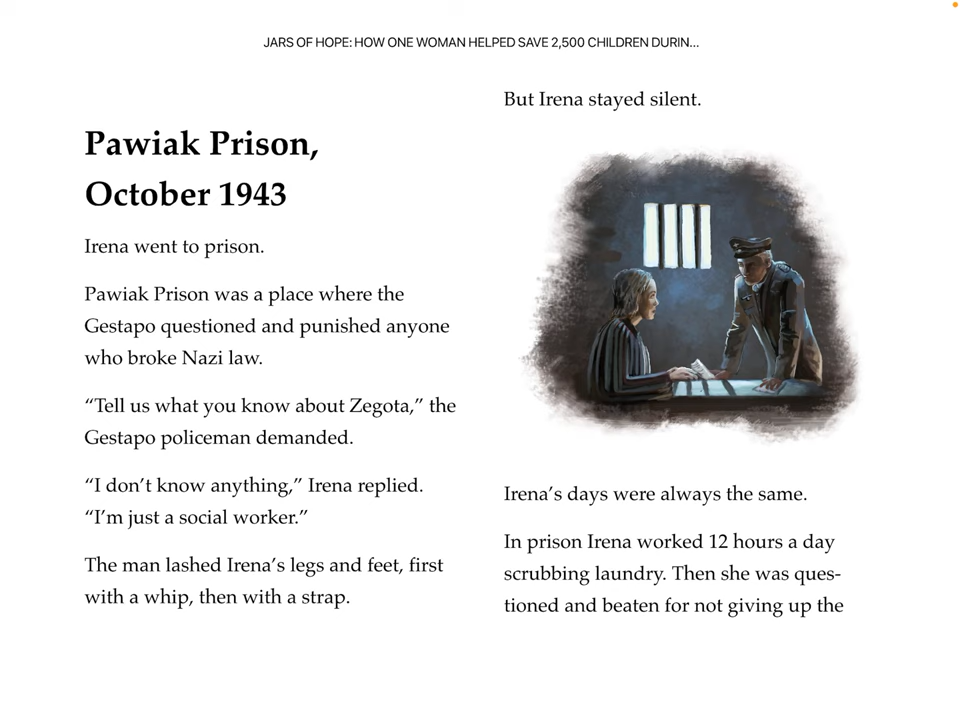 JARS OF HOPE: HOW ONE WOMAN HELPED SAVE 2,500 CHILDREN DURIN...
Pawiak Prison,
October 1943
Irena went to prison.
Pawiak Prison was a place where the
Gestapo questioned and punished anyone
who broke Nazi law.
“Tell us what you know about Zegota,” the
Gestapo policeman demanded.
“I don’t know anything,” Irena replied.
“I’m just a social worker.”
The man lashed Irena’s legs and feet, first
with a whip, then with a strap.
But Irena stayed silent.
Irena’s days were always the same.
In prison Irena worked 12 hours a day
scrubbing laundry. Then she was ques-
tioned and beaten for not giving up the